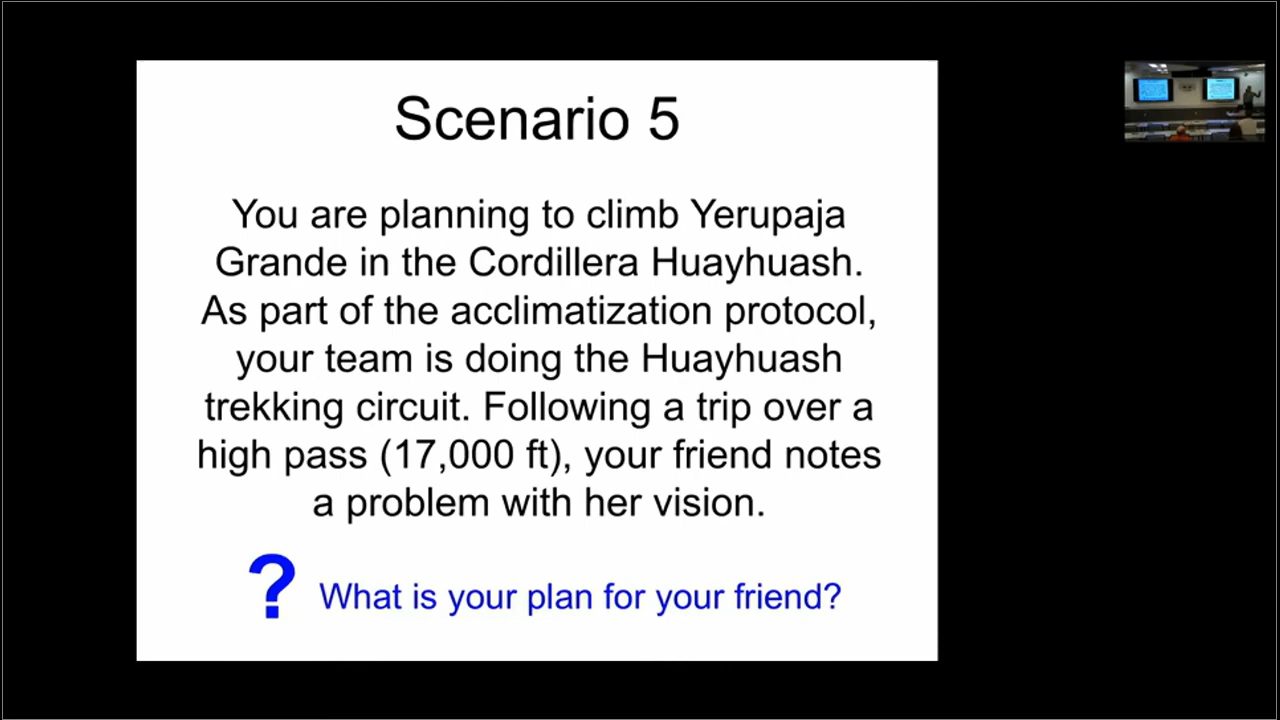 Scenario 5
You are planning to climb Yerupaja
Grande in the Cordillera Huayhuash.
As part of the acclimatization protocol,
your team is doing the Huayhuash
trekking circuit. Following a trip over a
high pass (17,000 ft), your friend notes
a problem with her vision.
? What is your plan for your friend?